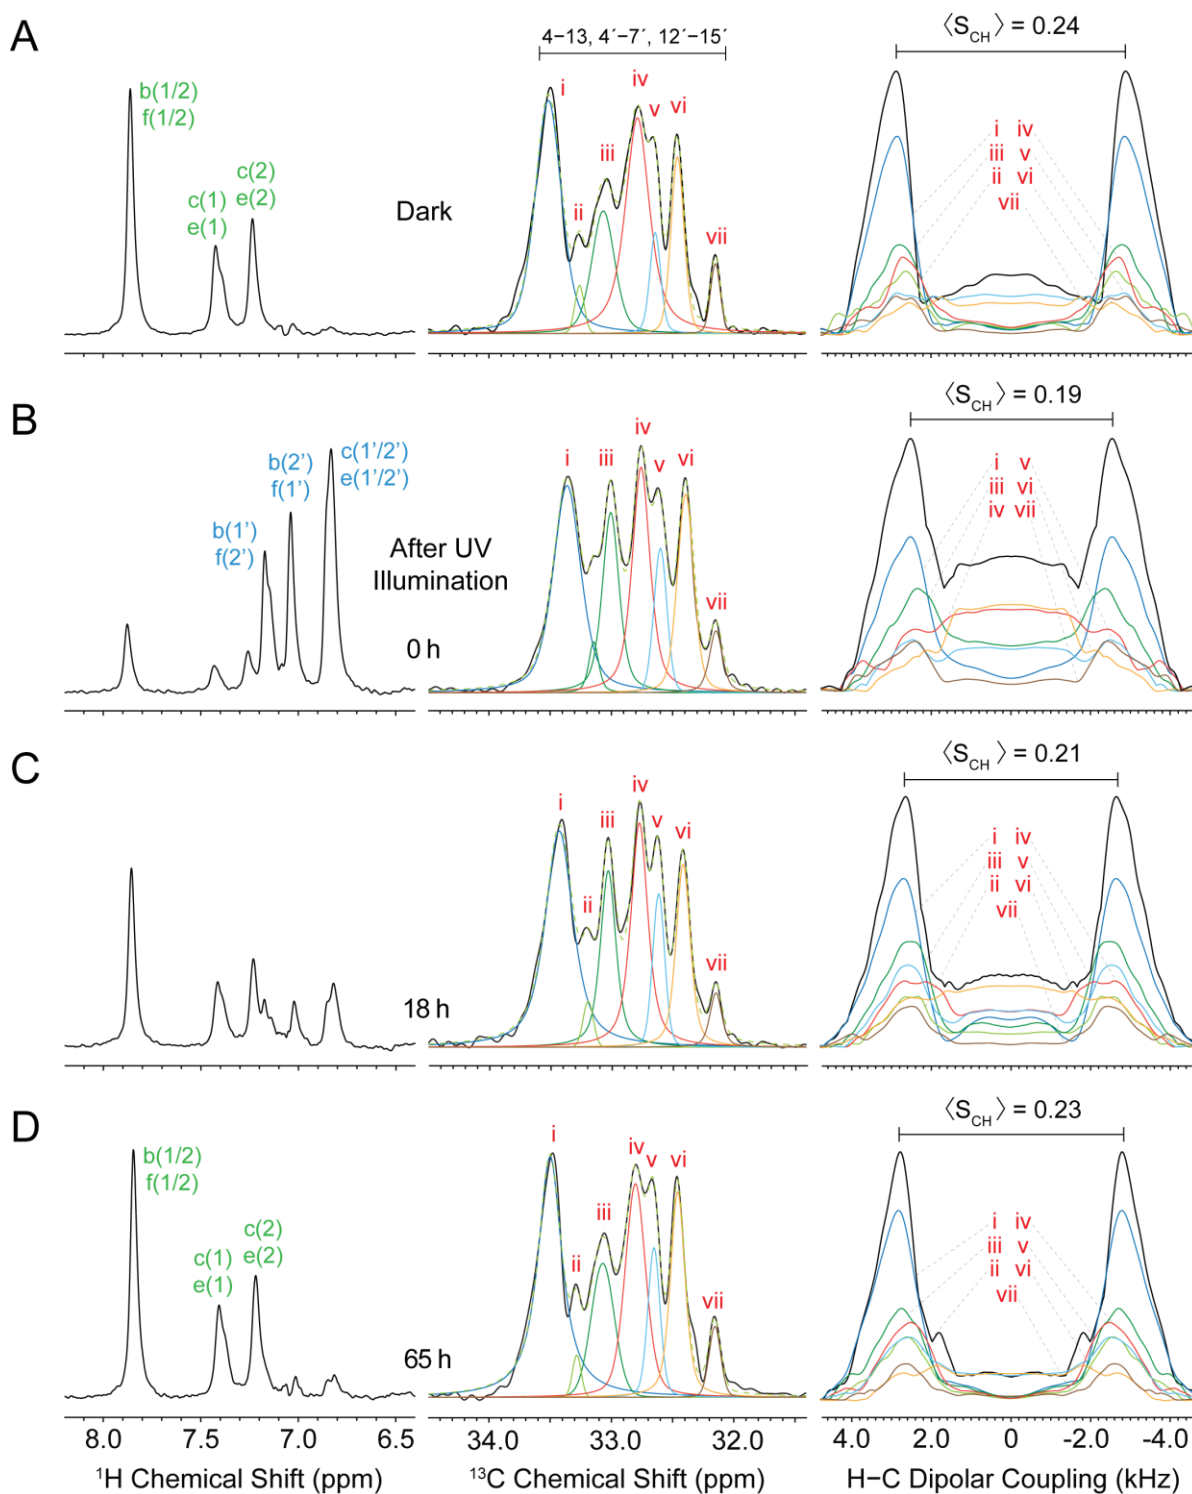 A
b(1/2)
f(1/2)
c(1)
e(1)
c(2)
e(2)
Dark
4−13, 4´−7´, 12´−15´
i
ii
iii
iv
v
vi
vii
⟨S_CH⟩ = 0.24
i iv
iii v
ii vi
vii
B
b(1’)
f(2’)
b(2’)
f(1’)
c(1’/2’)
e(1’/2’)
After UV
Illumination
0 h
i
iii
iv
v
vi
vii
⟨S_CH⟩ = 0.19
i v
iii vi
iv vii
C
18 h
i
ii
iii
iv
v
vi
vii
⟨S_CH⟩ = 0.21
i iv
iii v
ii vi
vii
D
b(1/2)
f(1/2)
c(1)
e(1)
c(2)
e(2)
65 h
i
ii
iii
iv
v
vi
vii
⟨S_CH⟩ = 0.23
i iv
iii v
ii vi
vii
8.0 7.5 7.0 6.5
34.0 33.0 32.0
4.0 2.0 0 -2.0 -4.0
¹H Chemical Shift (ppm)
¹³C Chemical Shift (ppm)
H−C Dipolar Coupling (kHz)